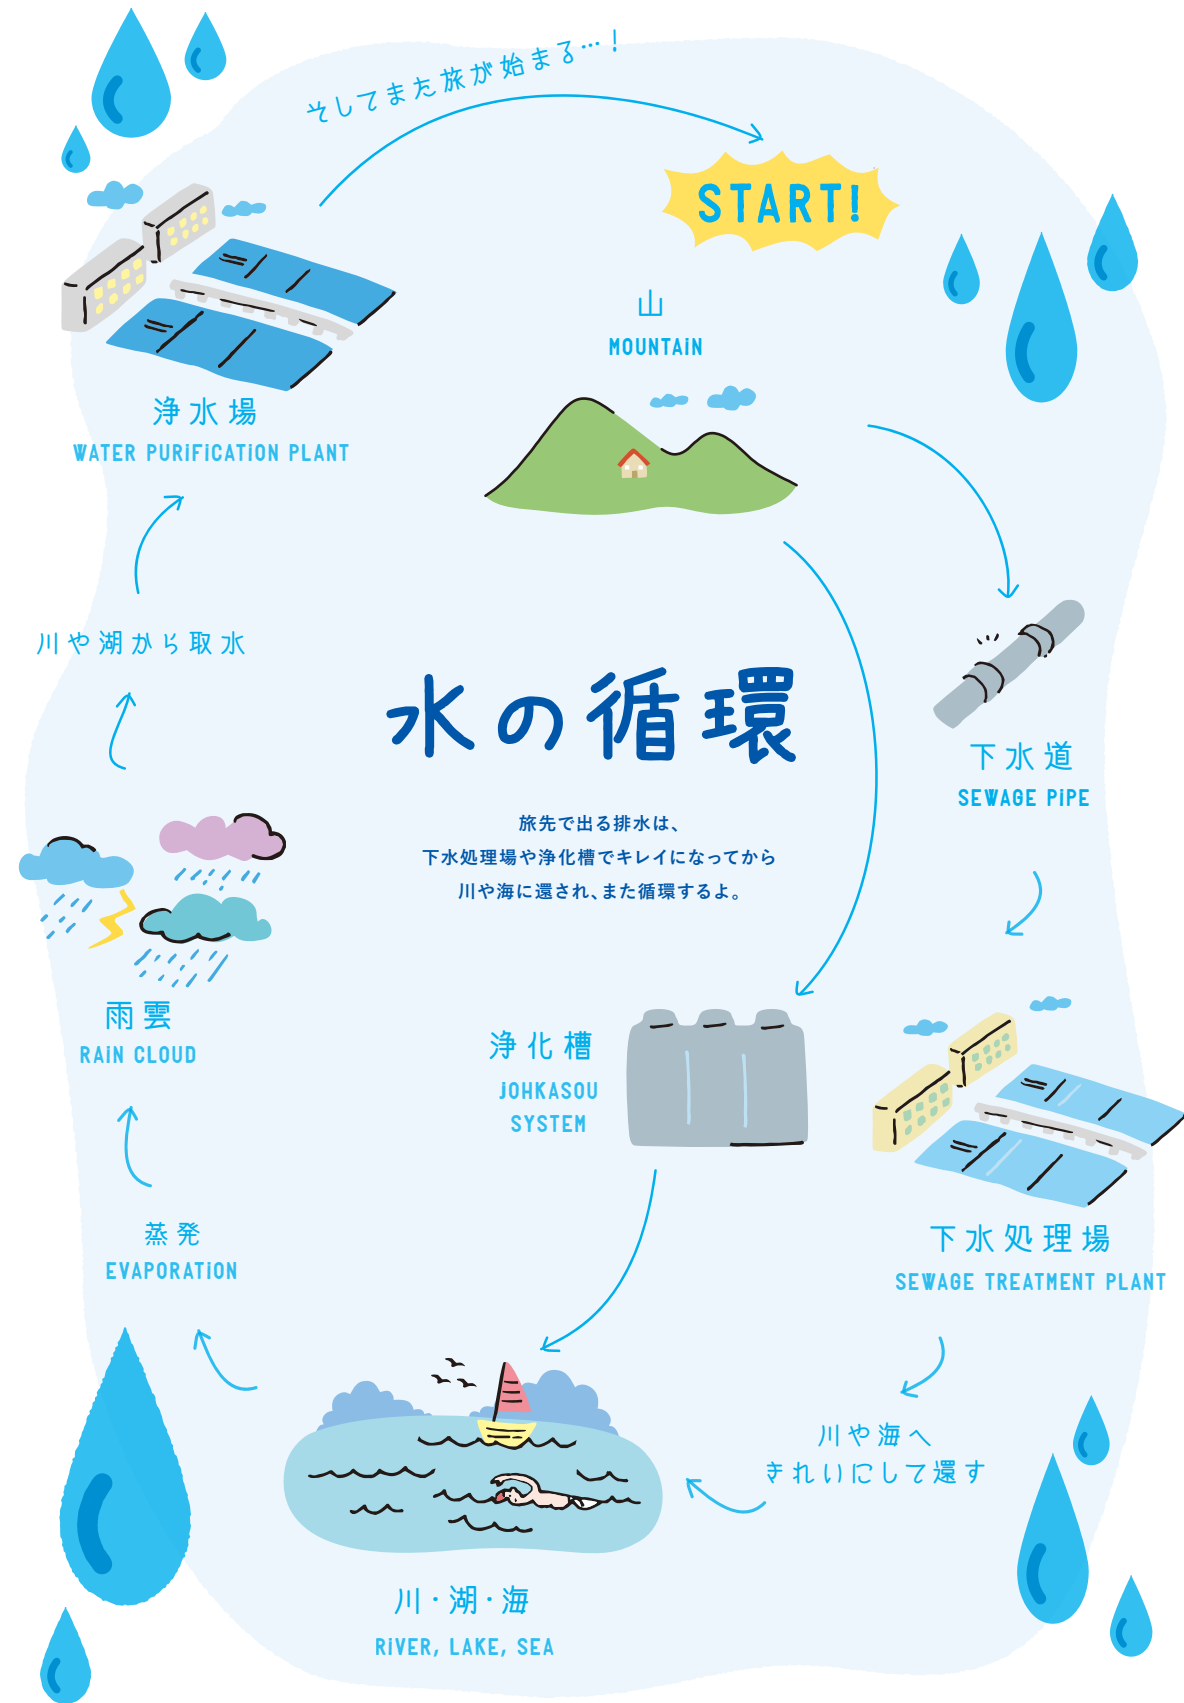 そしてまた旅が始まる…！
START!
山
MOUNTAiN
浄水場
WATER PURiFiCATiON PLANT
川や湖から取水
水の循環
旅先で出る排水は、
下水処理場や浄化槽でキレイになってから
川や海に還され、また循環するよ。
下水道
SEWAGE PiPE
雨雲
RAiN CLOUD
浄化槽
jOHKASOU
SYSTEM
下水処理場
SEWAGE TREATMENT PLANT
蒸発
EVAPORATiON
川や海へ
きれいにして還す
川・湖・海
RiVER, LAKE, SEA